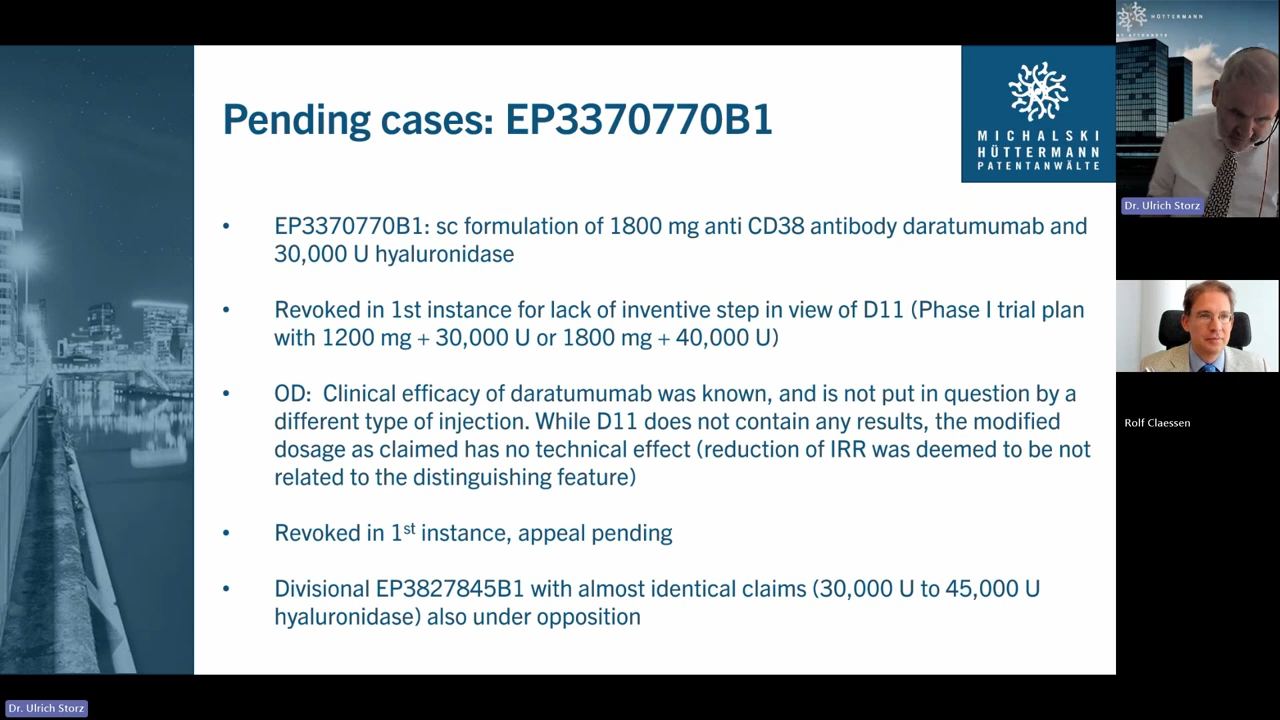 Pending cases: EP3370770B1
MICHALSKI
HÜTTERMANN
PATENTANWÄLTE
• EP3370770B1: sc formulation of 1800 mg anti CD38 antibody daratumumab and
30,000 U hyaluronidase
• Revoked in 1st instance for lack of inventive step in view of D11 (Phase I trial plan
with 1200 mg + 30,000 U or 1800 mg + 40,000 U)
• OD: Clinical efficacy of daratumumab was known, and is not put in question by a
different type of injection. While D11 does not contain any results, the modified
dosage as claimed has no technical effect (reduction of IRR was deemed to be not
related to the distinguishing feature)
• Revoked in 1st instance, appeal pending
• Divisional EP3827845B1 with almost identical claims (30,000 U to 45,000 U
hyaluronidase) also under opposition
HÜTTERMANN
Dr. Ulrich Storz
Rolf Claessen
Dr. Ulrich Storz